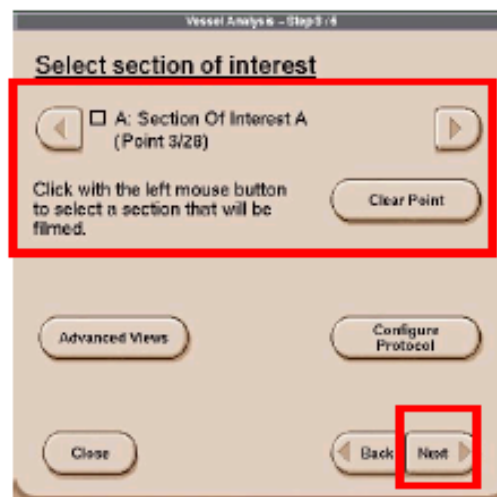 Vessel Analysis - Step 3 / 6
Select section of interest
A: Section Of Interest A
(Point 3/28)
Click with the left mouse button
to select a section that will be
filmed.
Clear Point
Advanced Views
Configure
Protocol
Close
Back
Next